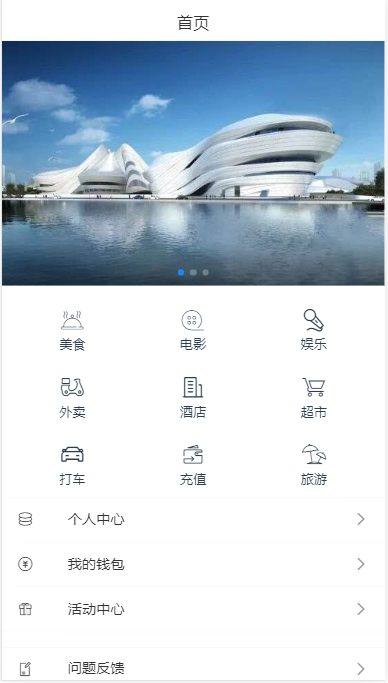 首页
美食 电影 娱乐
外卖 酒店 超市
打车 充值 旅游
个人中心
我的钱包
活动中心
问题反馈